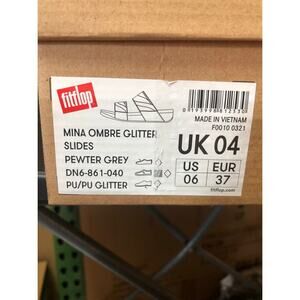 fitflop
MADE IN VIETNAM
F0010 0321
MINA OMBRE GLITTER
SLIDES
PEWTER GREY
DN6-861-040
PU/PU GLITTER
UK 04
US EUR
06 37
fitflop.com